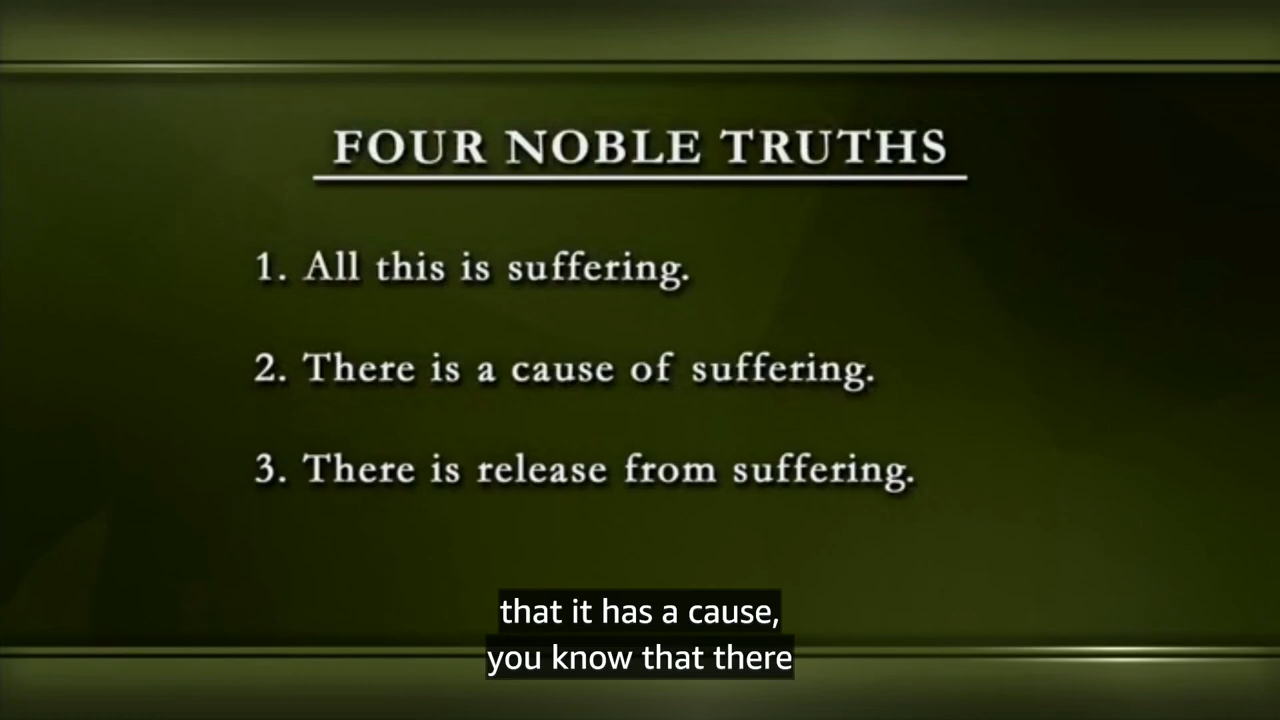 FOUR NOBLE TRUTHS
1. All this is suffering.
2. There is a cause of suffering.
3. There is release from suffering.
that it has a cause,
you know that there